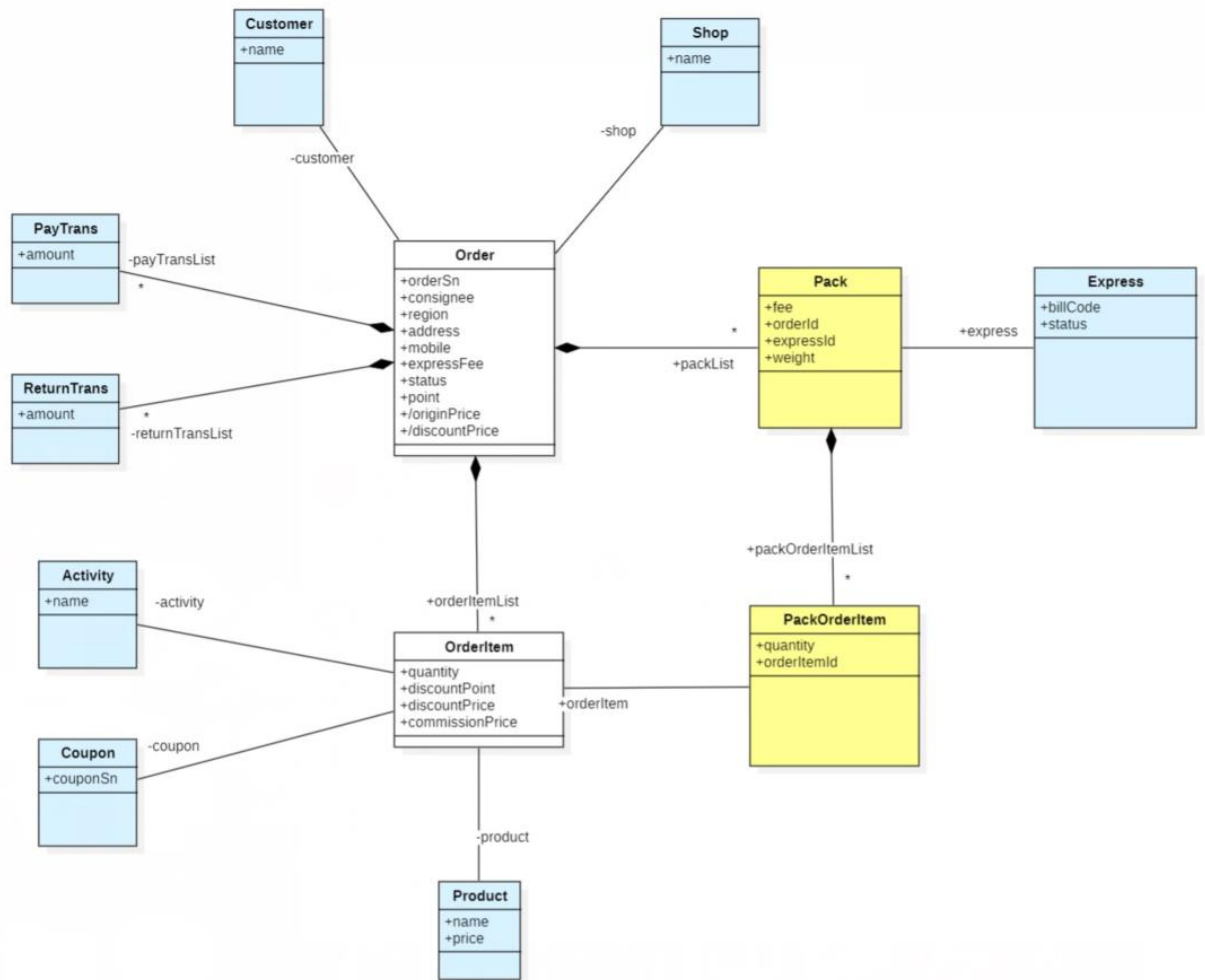 Customer
+name
Shop
+name
-shop
-customer
PayTrans
+amount
-payTransList
*
Order
+orderSn
+consignee
+region
+address
+mobile
+expressFee
+status
+point
+/originPrice
+/discountPrice
Pack
+fee
+orderId
+expressId
+weight
Express
+billCode
+status
*
+express
+packList
ReturnTrans
+amount
*
-returnTransList
+packOrderItemList
*
Activity
+name
-activity
+orderItemList
*
OrderItem
+quantity
+discountPoint
+discountPrice
+commissionPrice
PackOrderItem
+quantity
+orderItemId
+orderItem
Coupon
+couponSn
-coupon
-product
Product
+name
+price